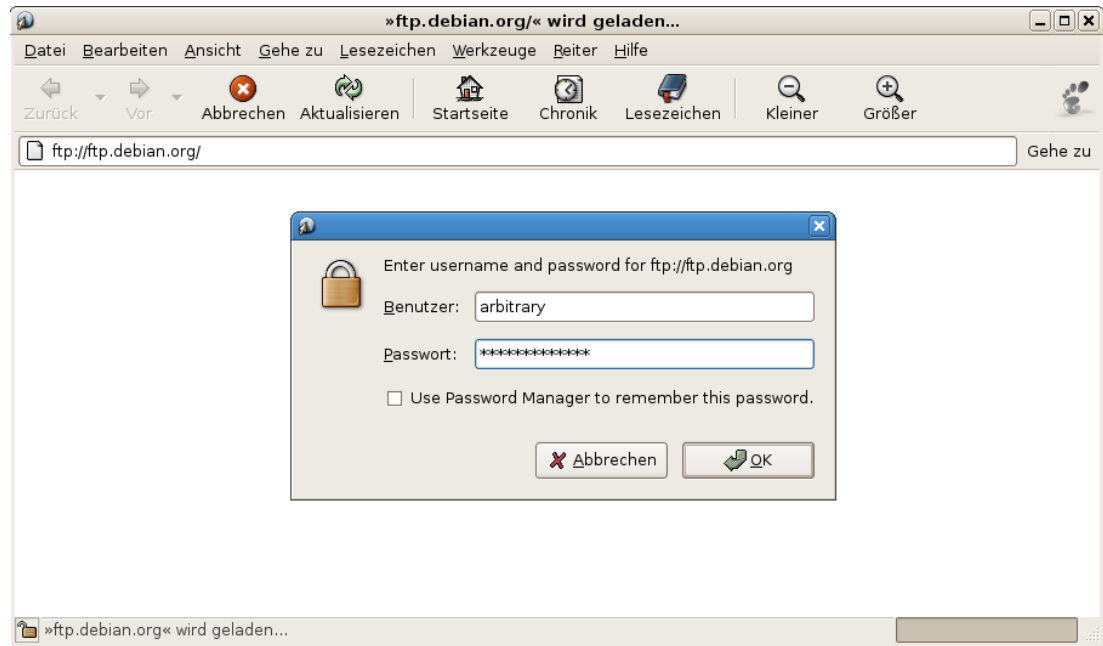 »ftp.debian.org/« wird geladen...
Datei Bearbeiten Ansicht Gehe zu Lesezeichen Werkzeuge Reiter Hilfe
Zurück Vor Abbrechen Aktualisieren Startseite Chronik Lesezeichen Kleiner Größer
ftp://ftp.debian.org/ Gehe zu
Enter username and password for ftp://ftp.debian.org
Benutzer: arbitrary
Passwort: *************
Use Password Manager to remember this password.
Abbrechen OK
»ftp.debian.org« wird geladen...